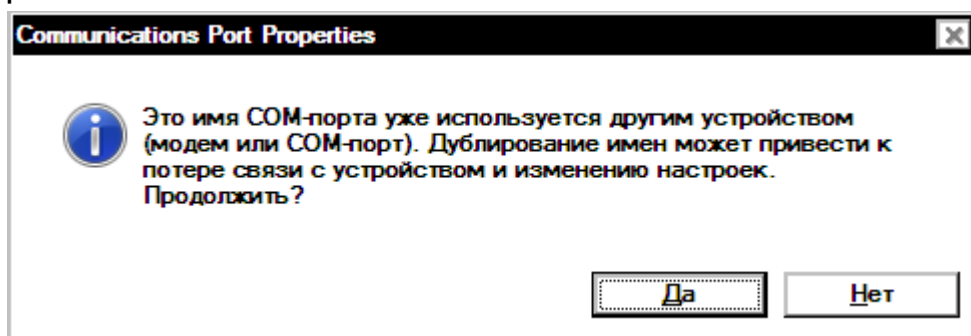 Communications Port Properties
Это имя COM-порта уже используется другим устройством
(модем или COM-порт). Дублирование имен может привести к
потере связи с устройством и изменению настроек.
Продолжить?
Да
Нет